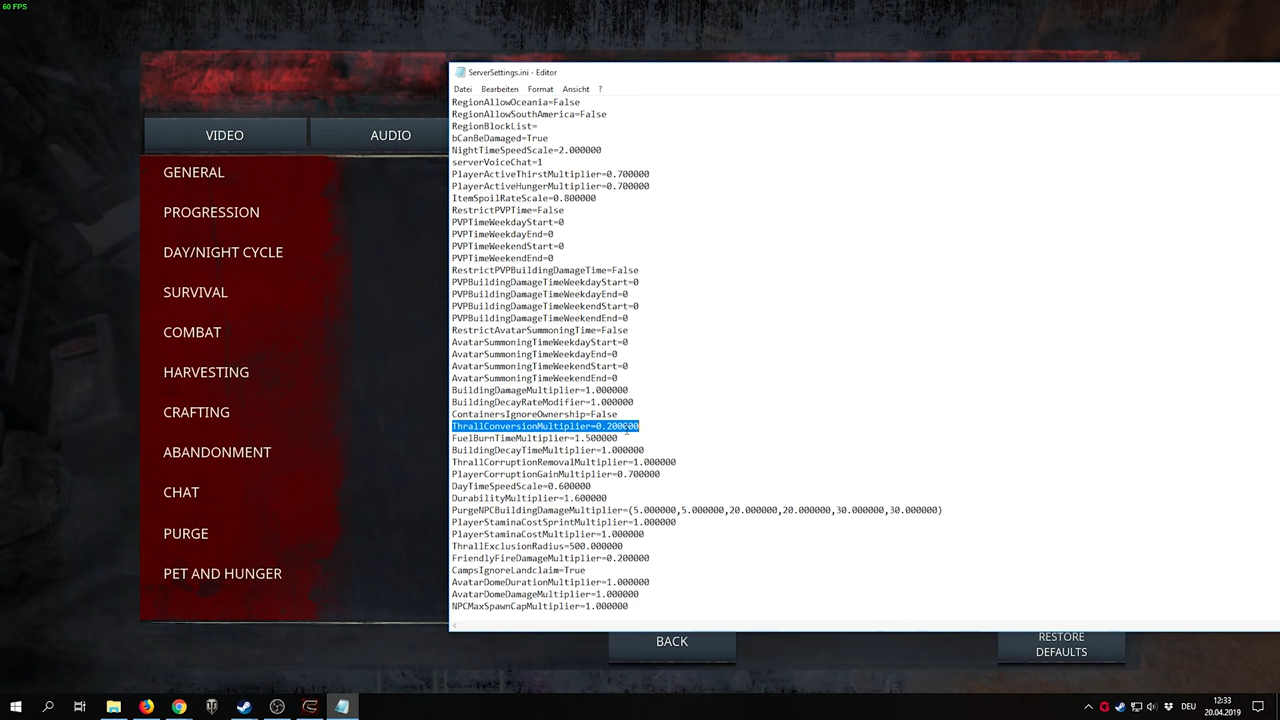 60 FPS
VIDEO
AUDIO
GENERAL
PROGRESSION
DAY/NIGHT CYCLE
SURVIVAL
COMBAT
HARVESTING
CRAFTING
ABANDONMENT
CHAT
PURGE
PET AND HUNGER
ServerSettings.ini - Editor
Datei Bearbeiten Format Ansicht ?
RegionAllowOceania=False
RegionAllowSouthAmerica=False
RegionBlockList=
bCanBeDamaged=True
NightTimeSpeedScale=2.000000
serverVoiceChat=1
PlayerActiveThirstMultiplier=0.700000
PlayerActiveHungerMultiplier=0.700000
ItemSpoilRateScale=0.800000
RestrictPVPTime=False
PVPTimeWeekdayStart=0
PVPTimeWeekdayEnd=0
PVPTimeWeekendStart=0
PVPTimeWeekendEnd=0
RestrictPVPBuildingDamageTime=False
PVPBuildingDamageTimeWeekdayStart=0
PVPBuildingDamageTimeWeekdayEnd=0
PVPBuildingDamageTimeWeekendStart=0
PVPBuildingDamageTimeWeekendEnd=0
RestrictAvatarSummoningTime=False
AvatarSummoningTimeWeekdayStart=0
AvatarSummoningTimeWeekdayEnd=0
AvatarSummoningTimeWeekendStart=0
AvatarSummoningTimeWeekendEnd=0
BuildingDamageMultiplier=1.000000
BuildingDecayRateModifier=1.000000
ContainersIgnoreOwnership=False
ThrallConversionMultiplier=0.200000
FuelBurnTimeMultiplier=1.500000
BuildingDecayTimeMultiplier=1.000000
ThrallCorruptionRemovalMultiplier=1.000000
PlayerCorruptionGainMultiplier=0.700000
DayTimeSpeedScale=0.600000
DurabilityMultiplier=1.600000
PurgeNPCBuildingDamageMultiplier=(5.000000,5.000000,20.000000,20.000000,30.000000,30.000000)
PlayerStaminaCostSprintMultiplier=1.000000
PlayerStaminaCostMultiplier=1.000000
ThrallExclusionRadius=500.000000
FriendlyFireDamageMultiplier=0.200000
CampsIgnoreLandclaim=True
AvatarDomeDurationMultiplier=1.000000
AvatarDomeDamageMultiplier=1.000000
NPCMaxSpawnCapMultiplier=1.000000
BACK
RESTORE
DEFAULTS
DEU
12:33
20.04.2019